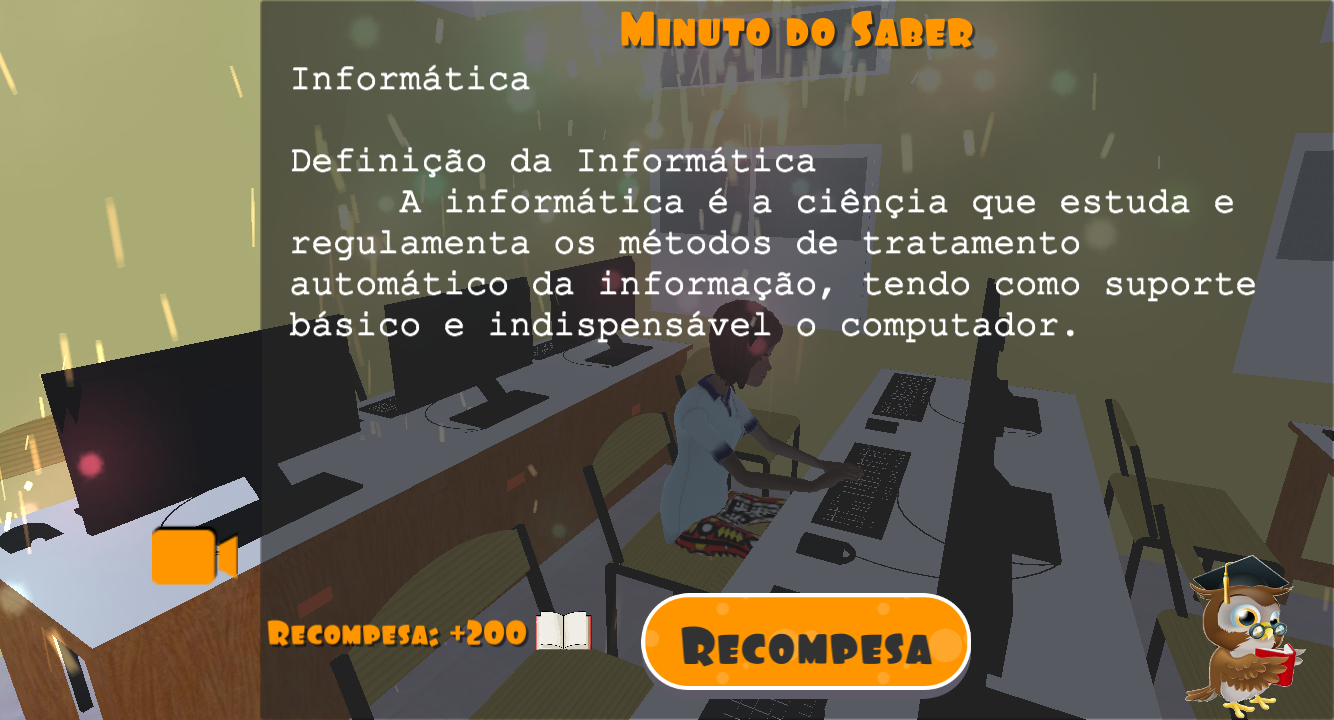 Minuto do Saber
Informática
Definição da Informática
A informática é a ciênçia que estuda e
regulamenta os métodos de tratamento
automático da informação, tendo como suporte
básico e indispensável o computador.
Recompesa: +200
Recompesa